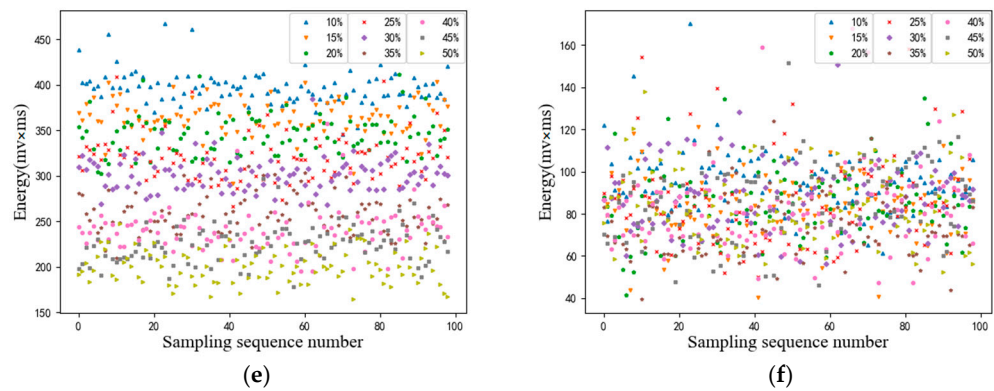 10% 25% 40%
15% 30% 45%
20% 35% 50%
450
400
350
300
250
200
150
Energy(mv×ms)
0 20 40 60 80 100
Sampling sequence number
(e)
10% 25% 40%
15% 30% 45%
20% 35% 50%
160
140
120
100
80
60
40
Energy(mv×ms)
0 20 40 60 80 100
Sampling sequence number
(f)